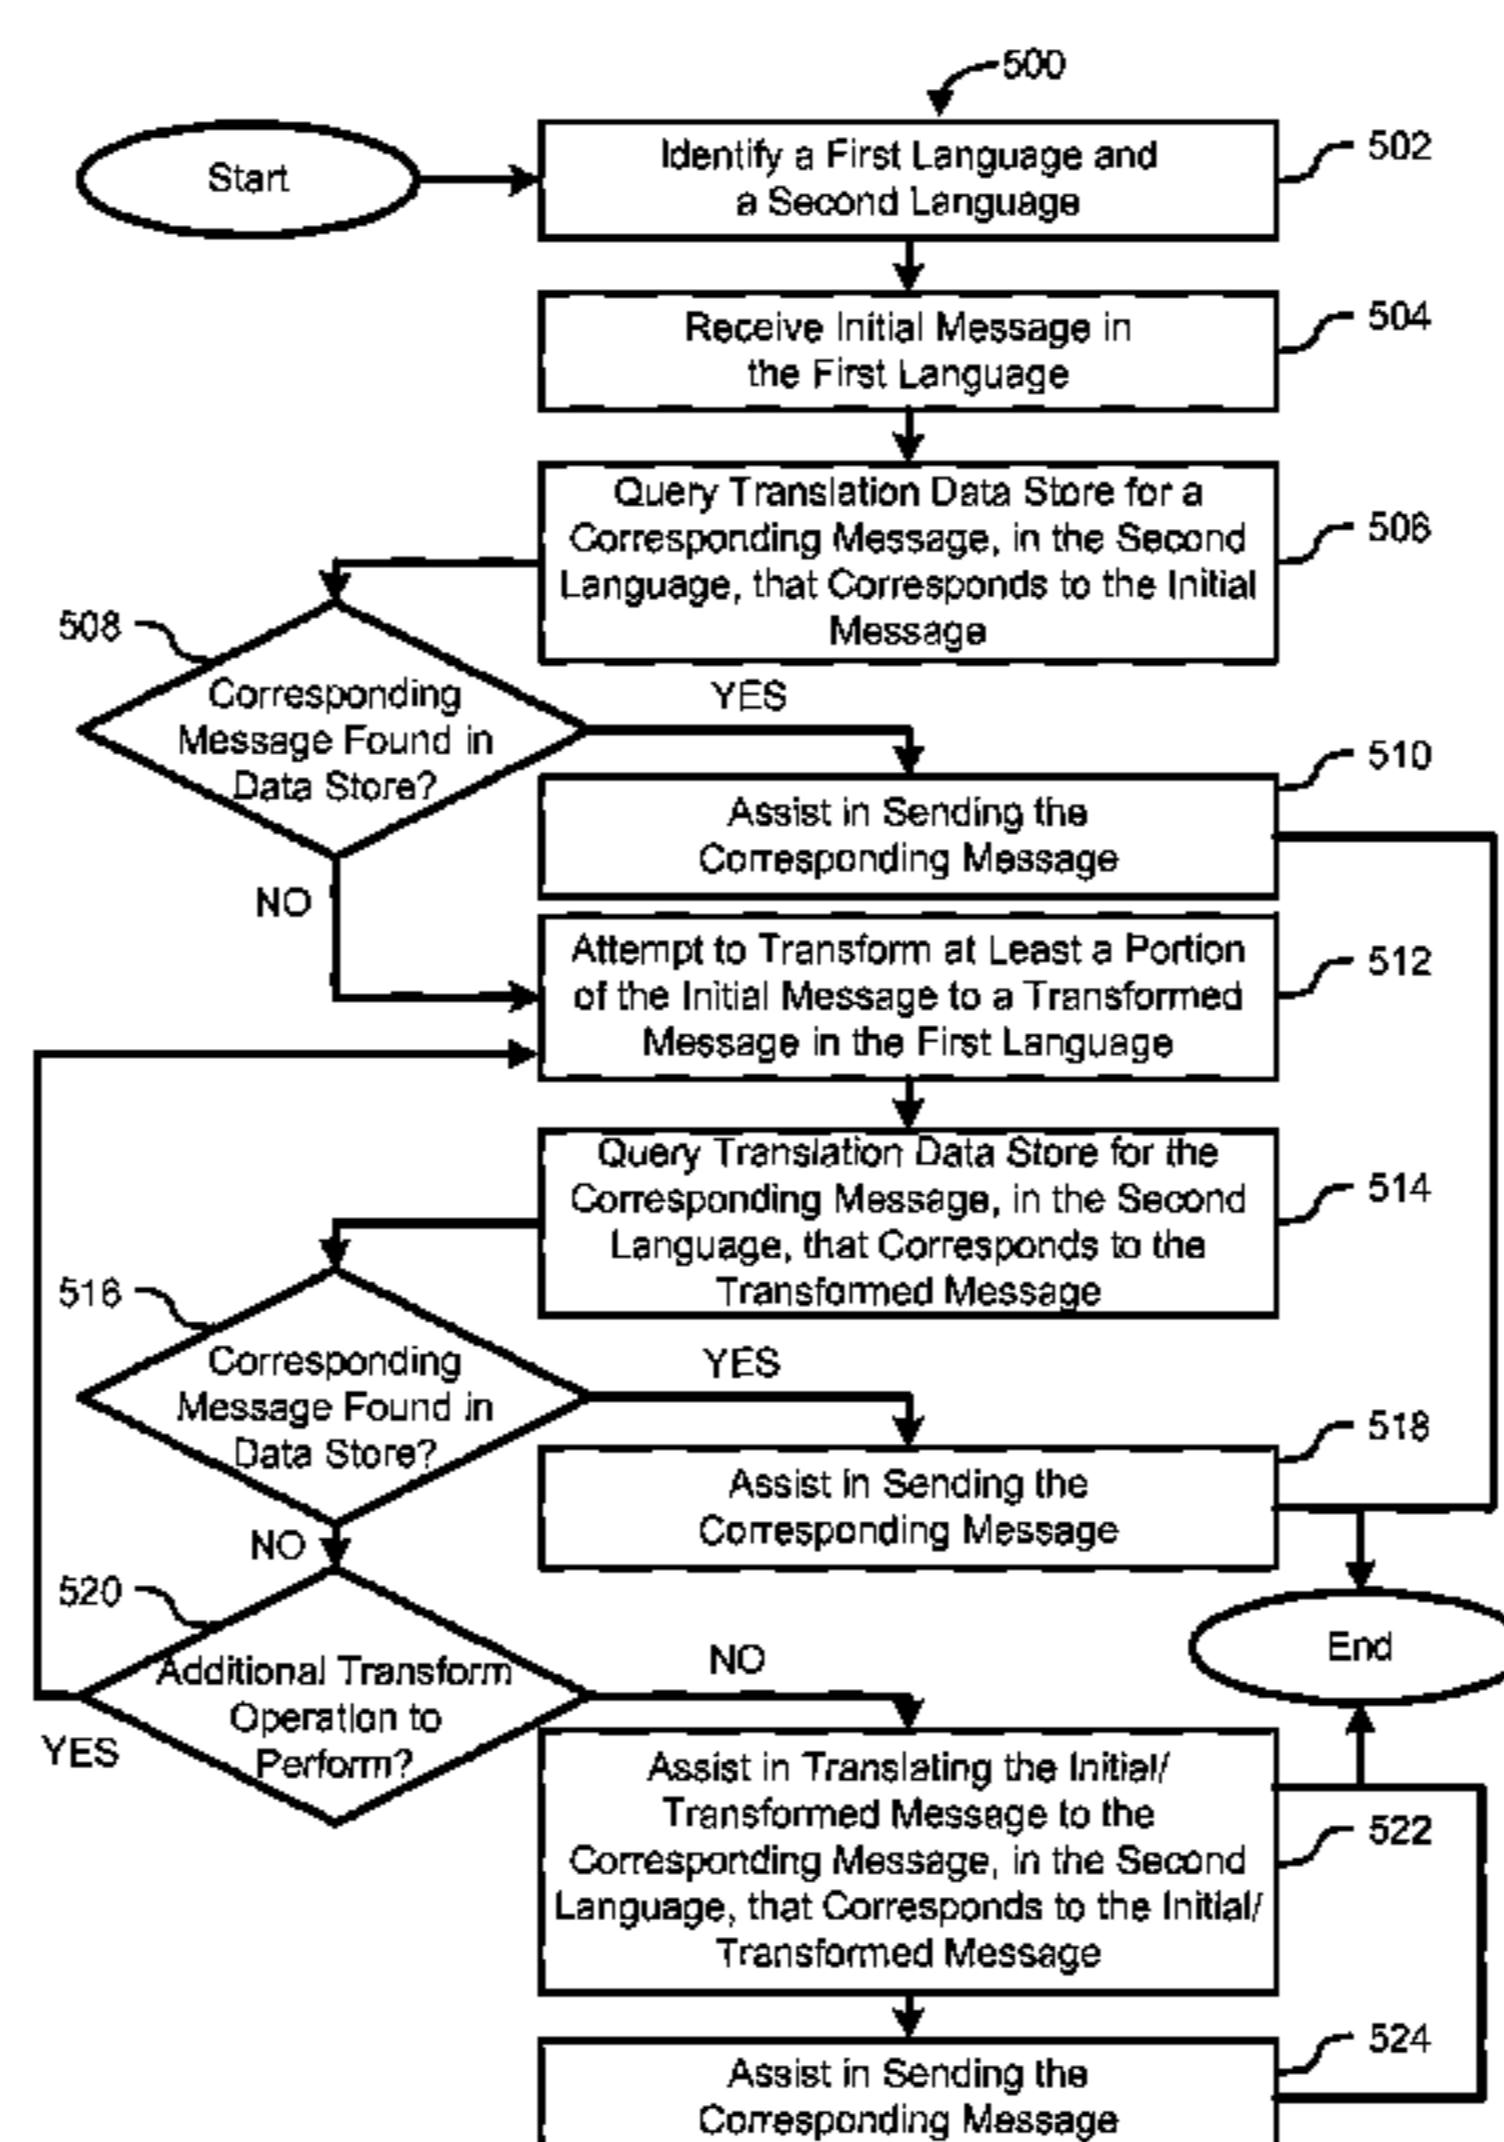 500
Start
Identify a First Language and
a Second Language
502
Receive Initial Message in
the First Language
504
Query Translation Data Store for a
Corresponding Message, in the Second
Language, that Corresponds to the Initial
Message
506
508
Corresponding
Message Found in
Data Store?
YES
NO
Assist in Sending the
Corresponding Message
510
Attempt to Transform at Least a Portion
of the Initial Message to a Transformed
Message in the First Language
512
Query Translation Data Store for the
Corresponding Message, in the Second
Language, that Corresponds to the
Transformed Message
514
516
Corresponding
Message Found in
Data Store?
YES
NO
Assist in Sending the
Corresponding Message
518
520
Additional Transform
Operation to
Perform?
NO
YES
End
Assist in Translating the Initial/
Transformed Message to the
Corresponding Message, in the Second
Language, that Corresponds to the Initial/
Transformed Message
522
Assist in Sending the
Corresponding Message
524